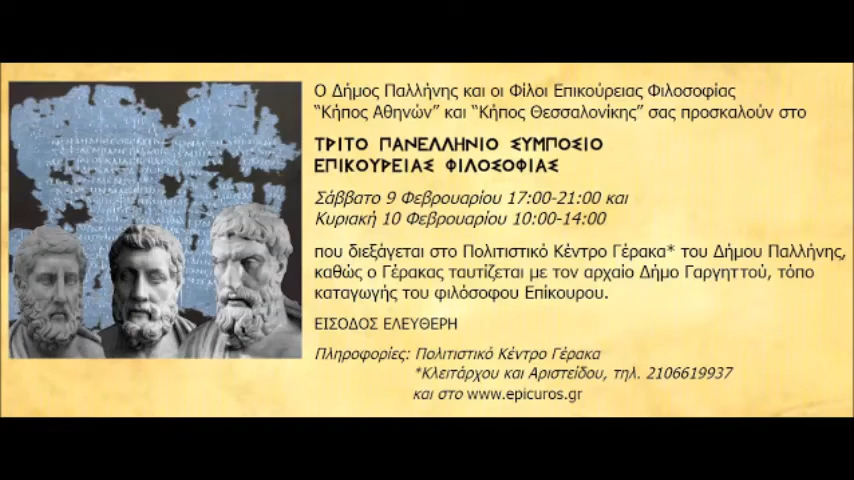 Ο Δήμος Παλλήνης και οι Φίλοι Επικούρειας Φιλοσοφίας
“Κήπος Αθηνών” και “Κήπος Θεσσαλονίκης” σας προσκαλούν στο
ΤΡΙΤΟ ΠΑΝΕΛΛΗΝΙΟ ΣΥΜΠΟΣΙΟ
ΕΠΙΚΟΥΡΕΙΑΣ ΦΙΛΟΣΟΦΙΑΣ
Σάββατο 9 Φεβρουαρίου 17:00-21:00 και
Κυριακή 10 Φεβρουαρίου 10:00-14:00
που διεξάγεται στο Πολιτιστικό Κέντρο Γέρακα* του Δήμου Παλλήνης,
καθώς ο Γέρακας ταυτίζεται με τον αρχαίο Δήμο Γαργηττού, τόπο
καταγωγής του φιλόσοφου Επίκουρου.
ΕΙΣΟΔΟΣ ΕΛΕΥΘΕΡΗ
Πληροφορίες: Πολιτιστικό Κέντρο Γέρακα
*Κλειτάρχου και Αριστείδου, τηλ. 2106619937
και στο www.epicuros.gr